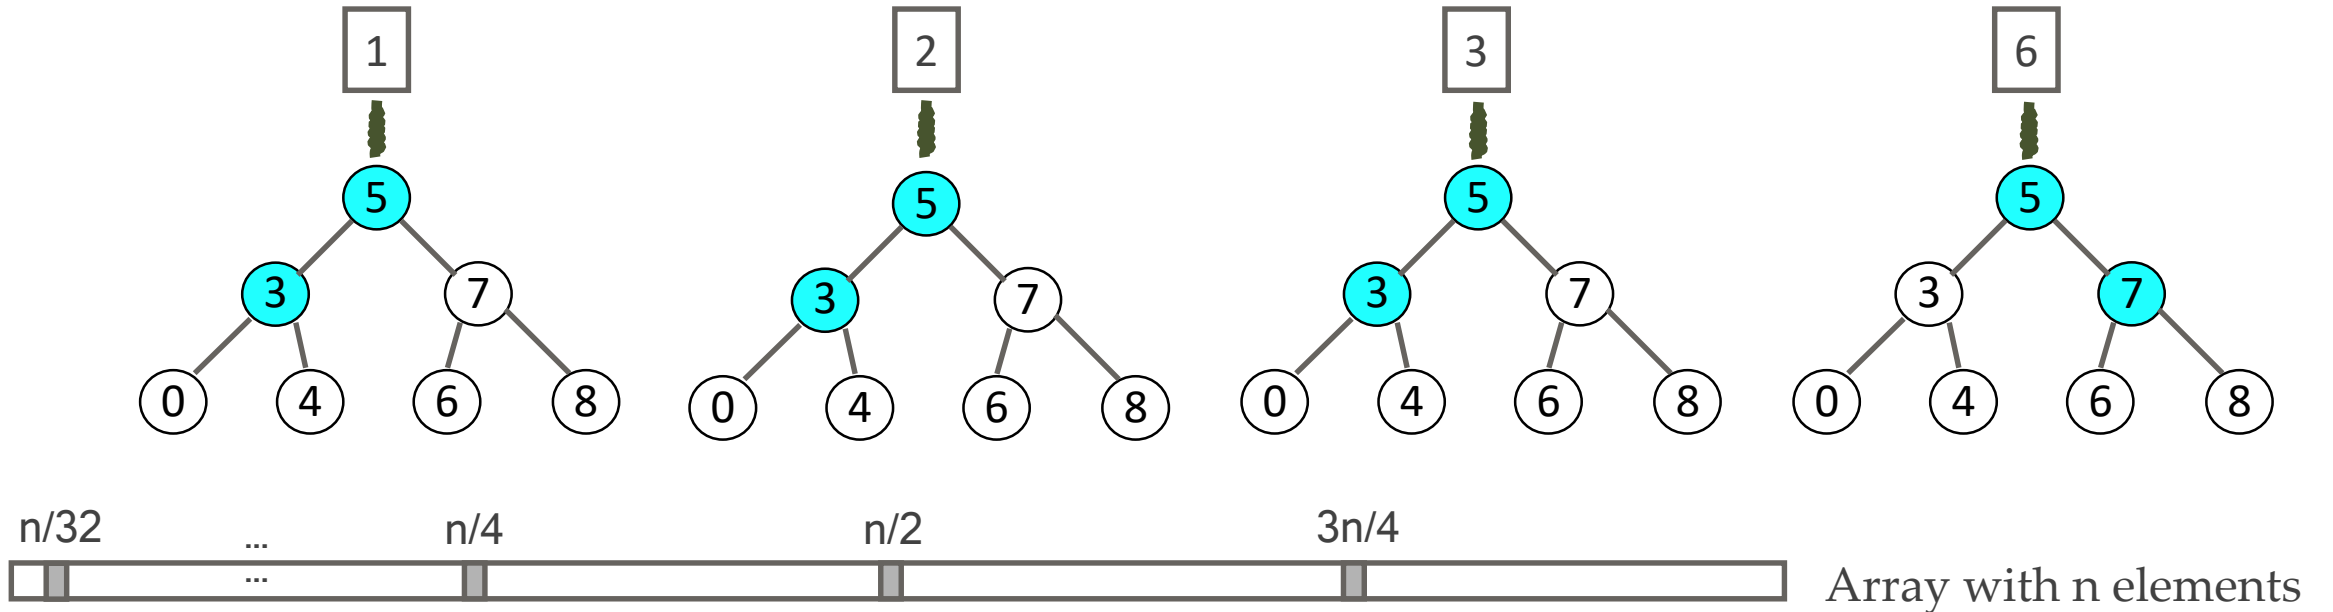 1 2 3 6
5 5 5 5
3 7 3 7 3 7 3 7
0 4 6 8 0 4 6 8 0 4 6 8 0 4 6 8
n/32 ... n/4 n/2 3n/4
... Array with n elements